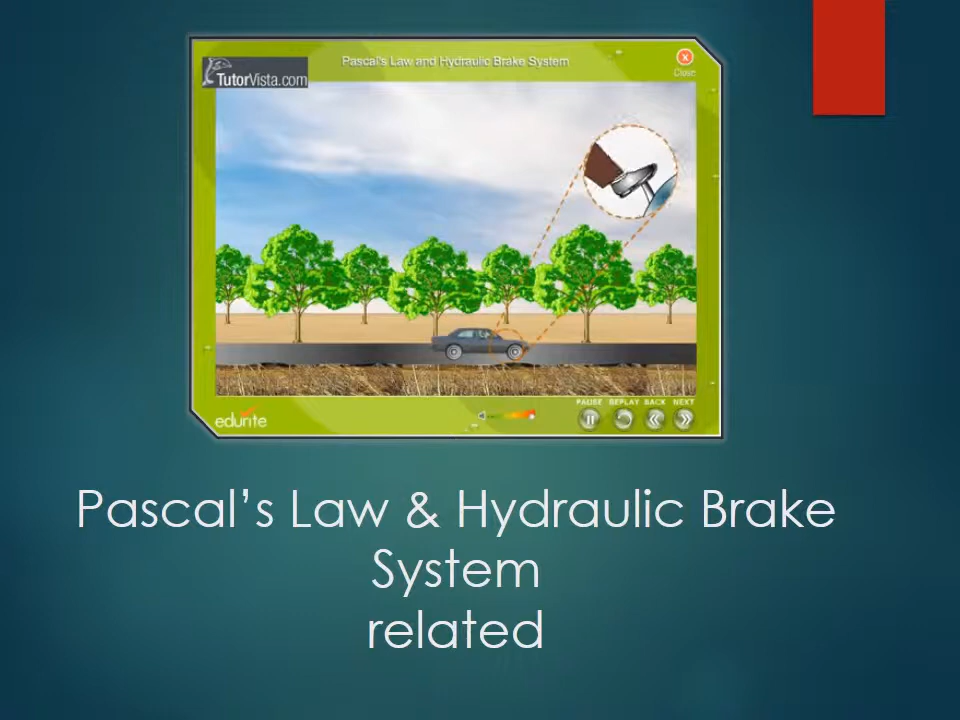 Pascal's Law and Hydraulic Brake System
x
Close
TutorVista.com
PAUSE REPLAY BACK NEXT
edurite
Pascal's Law & Hydraulic Brake
System
related